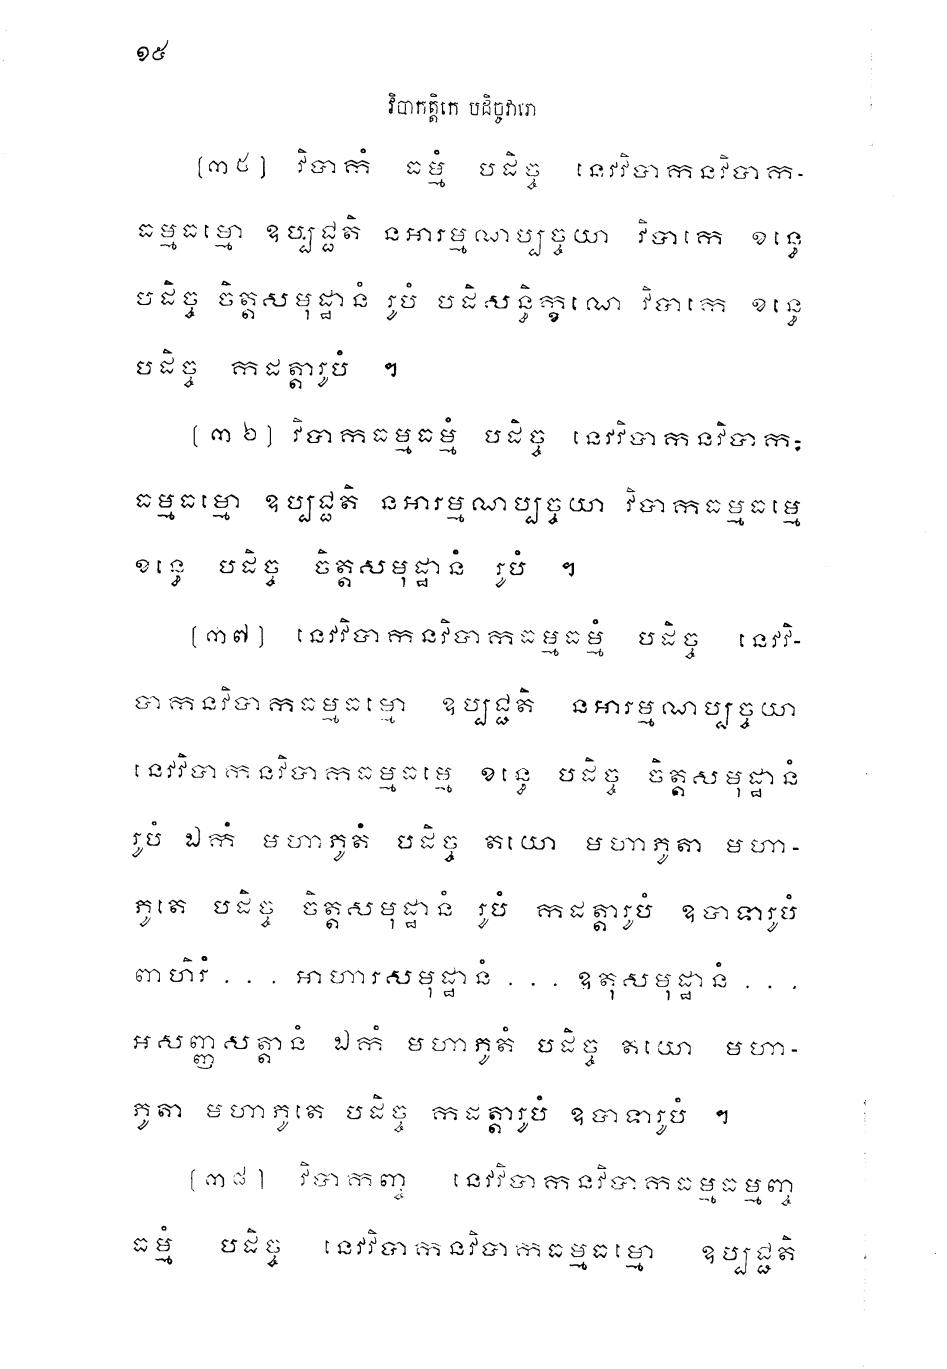 ១៥
វិបាកត្តិកេ បដិច្ចវារោ
(៣៥) វិបាកំ ធម្មំ បដិច្ច នេវវិបាកនវិបាក-
ធម្មធម្មោ ឧប្បជ្ជតិ នអារម្មណប្បច្ចយា វិបាកេ ខន្ធេ
បដិច្ច ចិត្តសមុដ្ឋានំ រូបំ បដិសន្ធិក្ខណេ វិបាកេ ខន្ធេ
បដិច្ច កដត្តារូបំ ។
(៣៦) វិបាកធម្មធម្មំ បដិច្ច នេវវិបាកនវិបាក-
ធម្មធម្មោ ឧប្បជ្ជតិ នអារម្មណប្បច្ចយា វិបាកធម្មធម្មេ
ខន្ធេ បដិច្ច ចិត្តសមុដ្ឋានំ រូបំ ។
(៣៧) នេវវិបាកនវិបាកធម្មធម្មំ បដិច្ច នេវវិ-
បាកនវិបាកធម្មធម្មោ ឧប្បជ្ជតិ នអារម្មណប្បច្ចយា
នេវវិបាកនវិបាកធម្មធម្មេ ខន្ធេ បដិច្ច ចិត្តសមុដ្ឋានំ
រូបំ ឯកំ មហាភូតំ បដិច្ច តយោ មហាភូតា មហា-
ភូតេ បដិច្ច ចិត្តសមុដ្ឋានំ រូបំ កដត្តារូបំ ឧបាទារូបំ
ពាហិរំ . . . អាហារសមុដ្ឋានំ . . . ឧតុសមុដ្ឋានំ . . .
អសញ្ញសត្តានំ ឯកំ មហាភូតំ បដិច្ច តយោ មហា-
ភូតា មហាភូតេ បដិច្ច កដត្តារូបំ ឧបាទារូបំ ។
(៣៨) វិបាកញ្ច នេវវិបាកនវិបាកធម្មធម្មញ្ច
ធម្មំ បដិច្ច នេវវិបាកនវិបាកធម្មធម្មោ ឧប្បជ្ជតិ